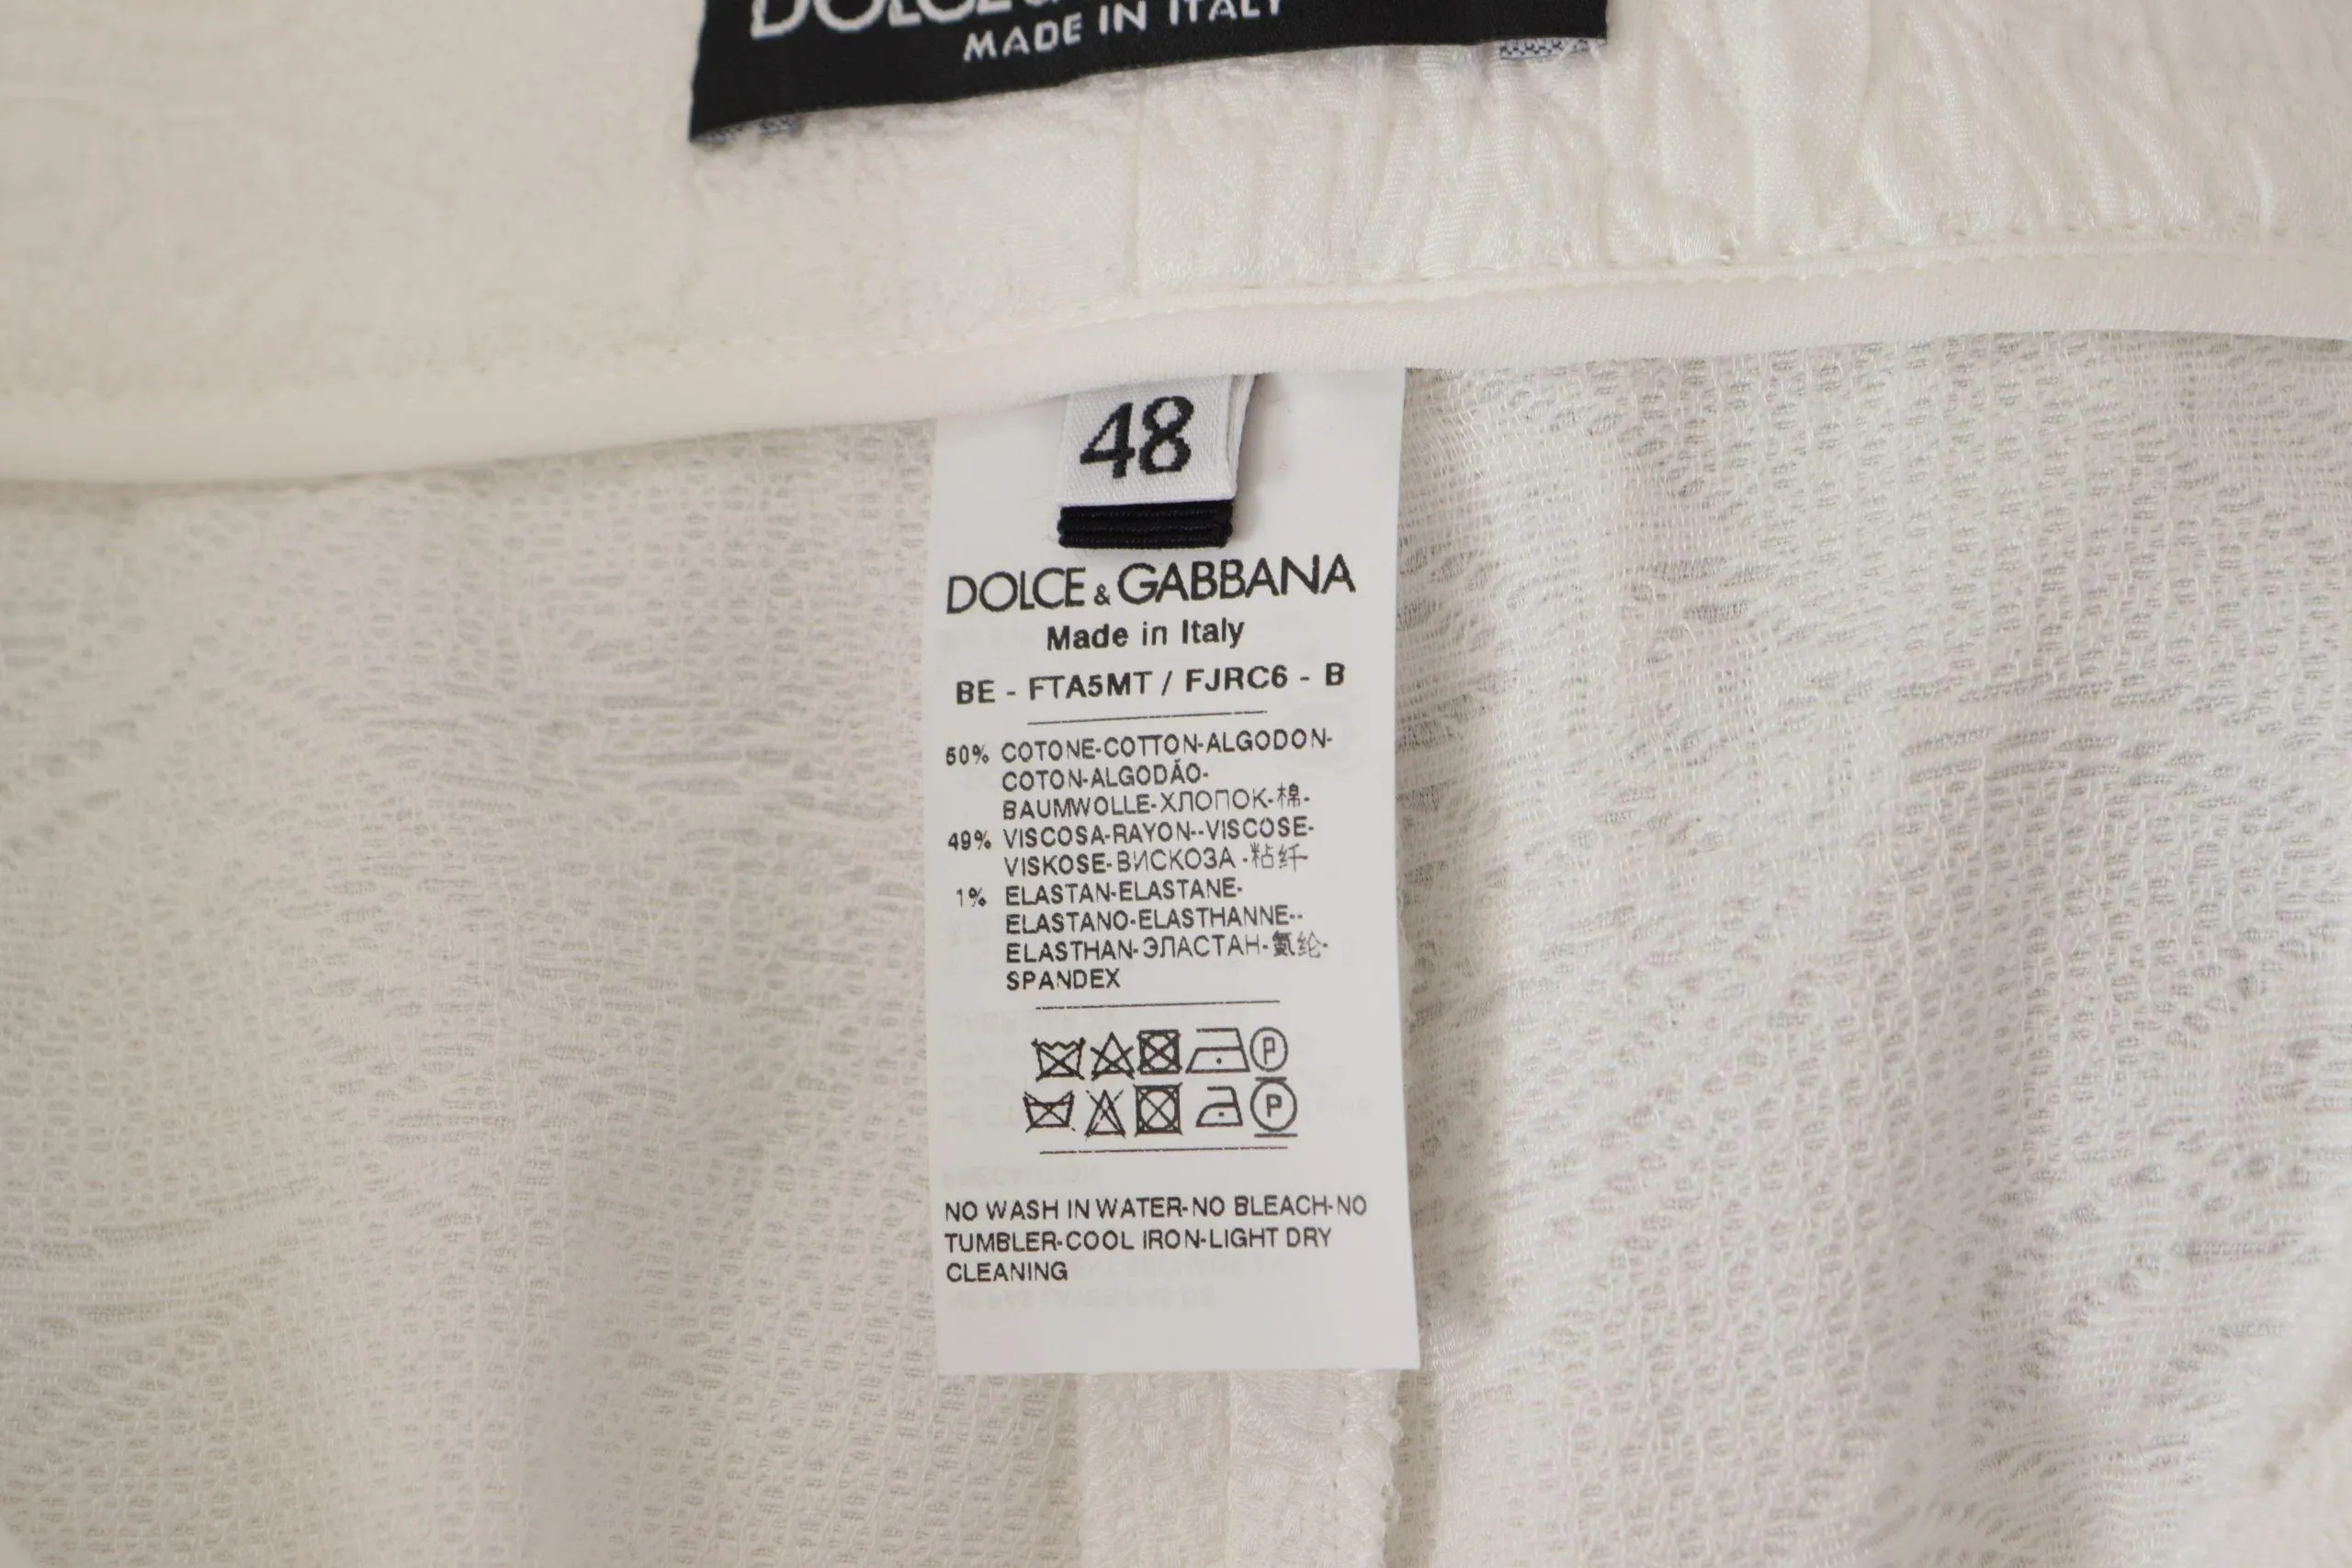 DOLCE &
MADE IN ITALY
48
DOLCE & GABBANA
Made in Italy
BE - FTA5MT / FJRC6 - B
50% COTONE-COTTON-ALGODON-
COTON-ALGODÃO-
BAUMWOLLE-ХЛОПОК-棉-
49% VISCOSA-RAYON--VISCOSE-
VISKOSE-ВИСКОЗА -粘纤-
1% ELASTAN-ELASTANE-
ELASTANO-ELASTHANNE--
ELASTHAN-ЭЛАСТАН-氨纶-
SPANDEX
P
P
NO WASH IN WATER-NO BLEACH-NO
TUMBLER-COOL IRON-LIGHT DRY
CLEANING